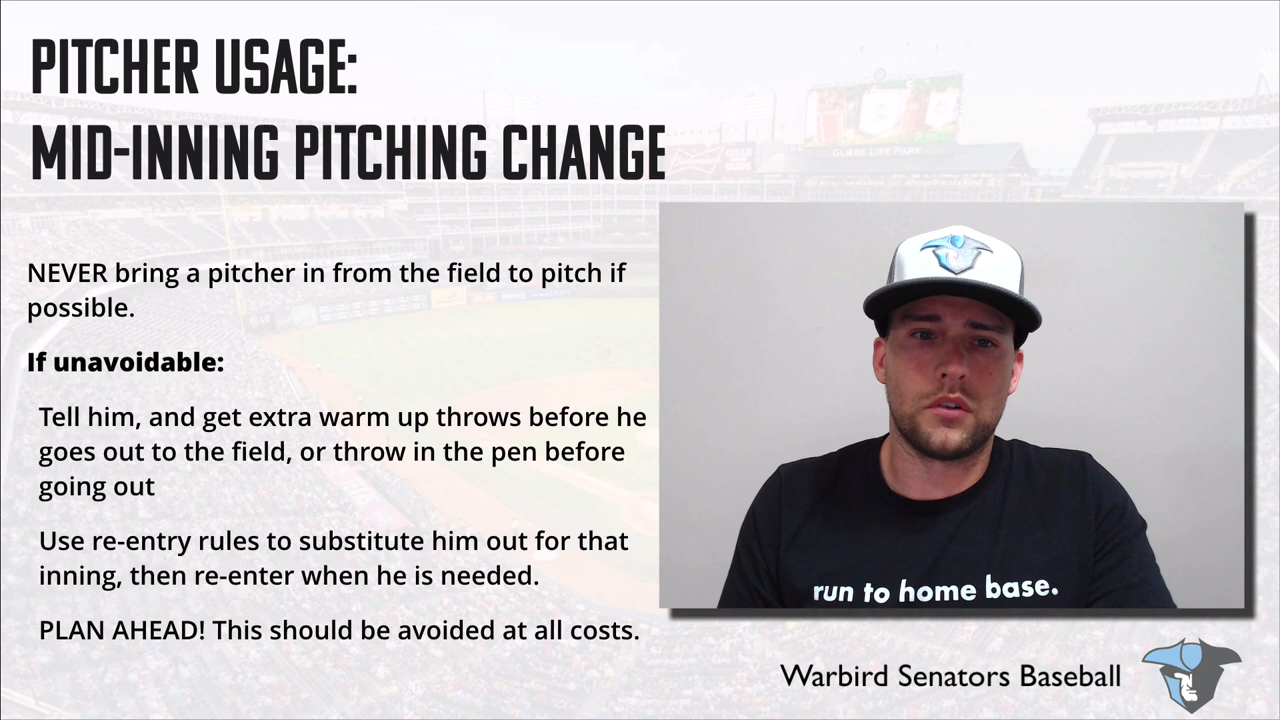 PITCHER USAGE:
MID-INNING PITCHING CHANGE
NEVER bring a pitcher in from the field to pitch if
possible.
If unavoidable:
Tell him, and get extra warm up throws before he
goes out to the field, or throw in the pen before
going out
Use re-entry rules to substitute him out for that
inning, then re-enter when he is needed.
PLAN AHEAD! This should be avoided at all costs.
run to home base.
Warbird Senators Baseball
GLOBE LIFE PARK
Budweiser